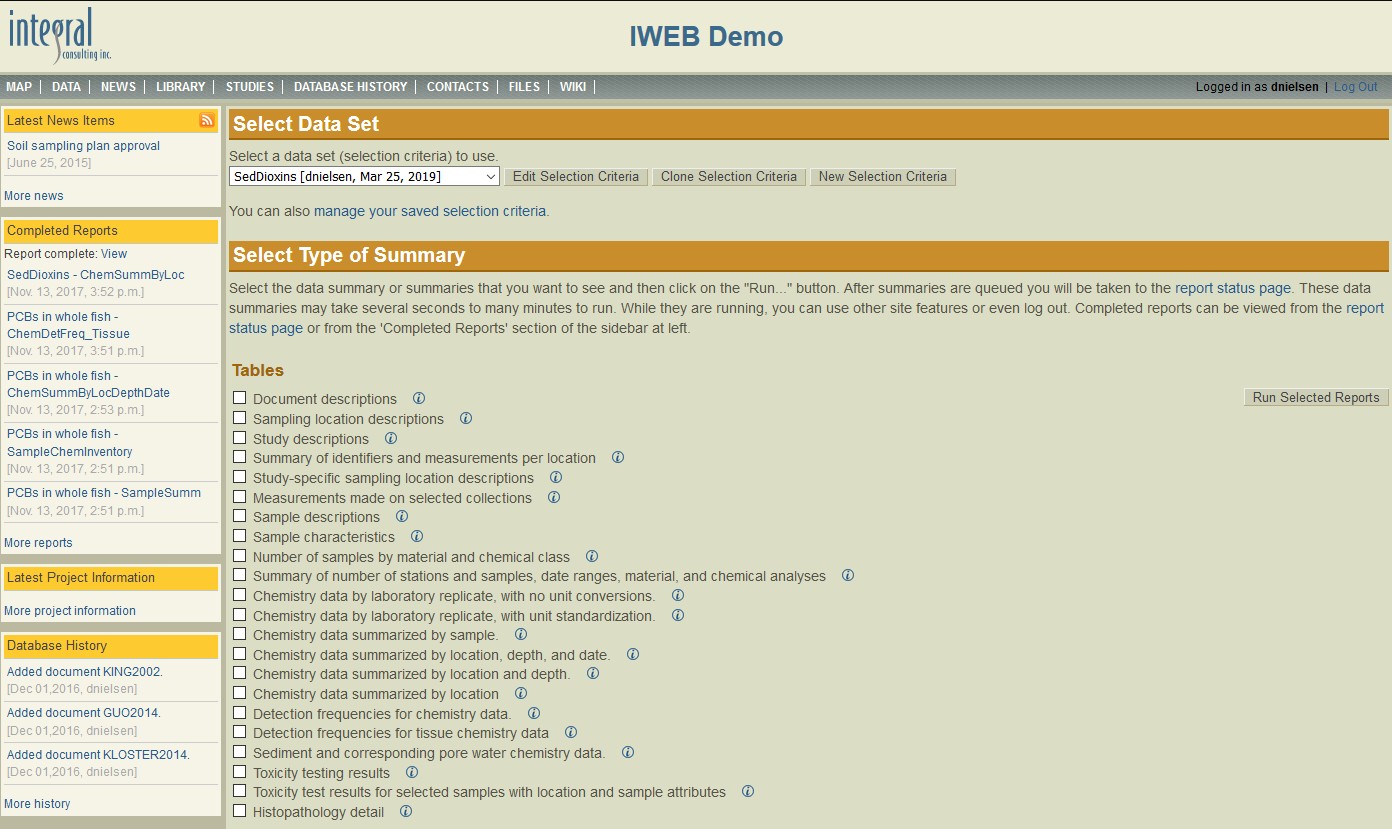 integral
consulting inc.
IWEB Demo
MAP | DATA | NEWS | LIBRARY | STUDIES | DATABASE HISTORY | CONTACTS | FILES | WIKI |
Logged in as dnielsen | Log Out
Latest News Items
Soil sampling plan approval
[June 25, 2015]
More news
Completed Reports
Report complete: View
SedDioxins - ChemSummByLoc
[Nov. 13, 2017, 3:52 p.m.]
PCBs in whole fish -
ChemDetFreq_Tissue
[Nov. 13, 2017, 3:51 p.m.]
PCBs in whole fish -
ChemSummByLocDepthDate
[Nov. 13, 2017, 2:53 p.m.]
PCBs in whole fish -
SampleChemInventory
[Nov. 13, 2017, 2:51 p.m.]
PCBs in whole fish - SampleSumm
[Nov. 13, 2017, 2:51 p.m.]
More reports
Latest Project Information
More project information
Database History
Added document KING2002.
[Dec 01,2016, dnielsen]
Added document GUO2014.
[Dec 01,2016, dnielsen]
Added document KLOSTER2014.
[Dec 01,2016, dnielsen]
More history
Select Data Set
Select a data set (selection criteria) to use.
SedDioxins [dnielsen, Mar 25, 2019]
Edit Selection Criteria
Clone Selection Criteria
New Selection Criteria
You can also manage your saved selection criteria.
Select Type of Summary
Select the data summary or summaries that you want to see and then click on the "Run..." button. After summaries are queued you will be taken to the report status page. These data
summaries may take several seconds to many minutes to run. While they are running, you can use other site features or even log out. Completed reports can be viewed from the report
status page or from the 'Completed Reports' section of the sidebar at left.
Tables
Run Selected Reports
Document descriptions
Sampling location descriptions
Study descriptions
Summary of identifiers and measurements per location
Study-specific sampling location descriptions
Measurements made on selected collections
Sample descriptions
Sample characteristics
Number of samples by material and chemical class
Summary of number of stations and samples, date ranges, material, and chemical analyses
Chemistry data by laboratory replicate, with no unit conversions.
Chemistry data by laboratory replicate, with unit standardization.
Chemistry data summarized by sample.
Chemistry data summarized by location, depth, and date.
Chemistry data summarized by location and depth.
Chemistry data summarized by location
Detection frequencies for chemistry data.
Detection frequencies for tissue chemistry data
Sediment and corresponding pore water chemistry data.
Toxicity testing results
Toxicity test results for selected samples with location and sample attributes
Histopathology detail